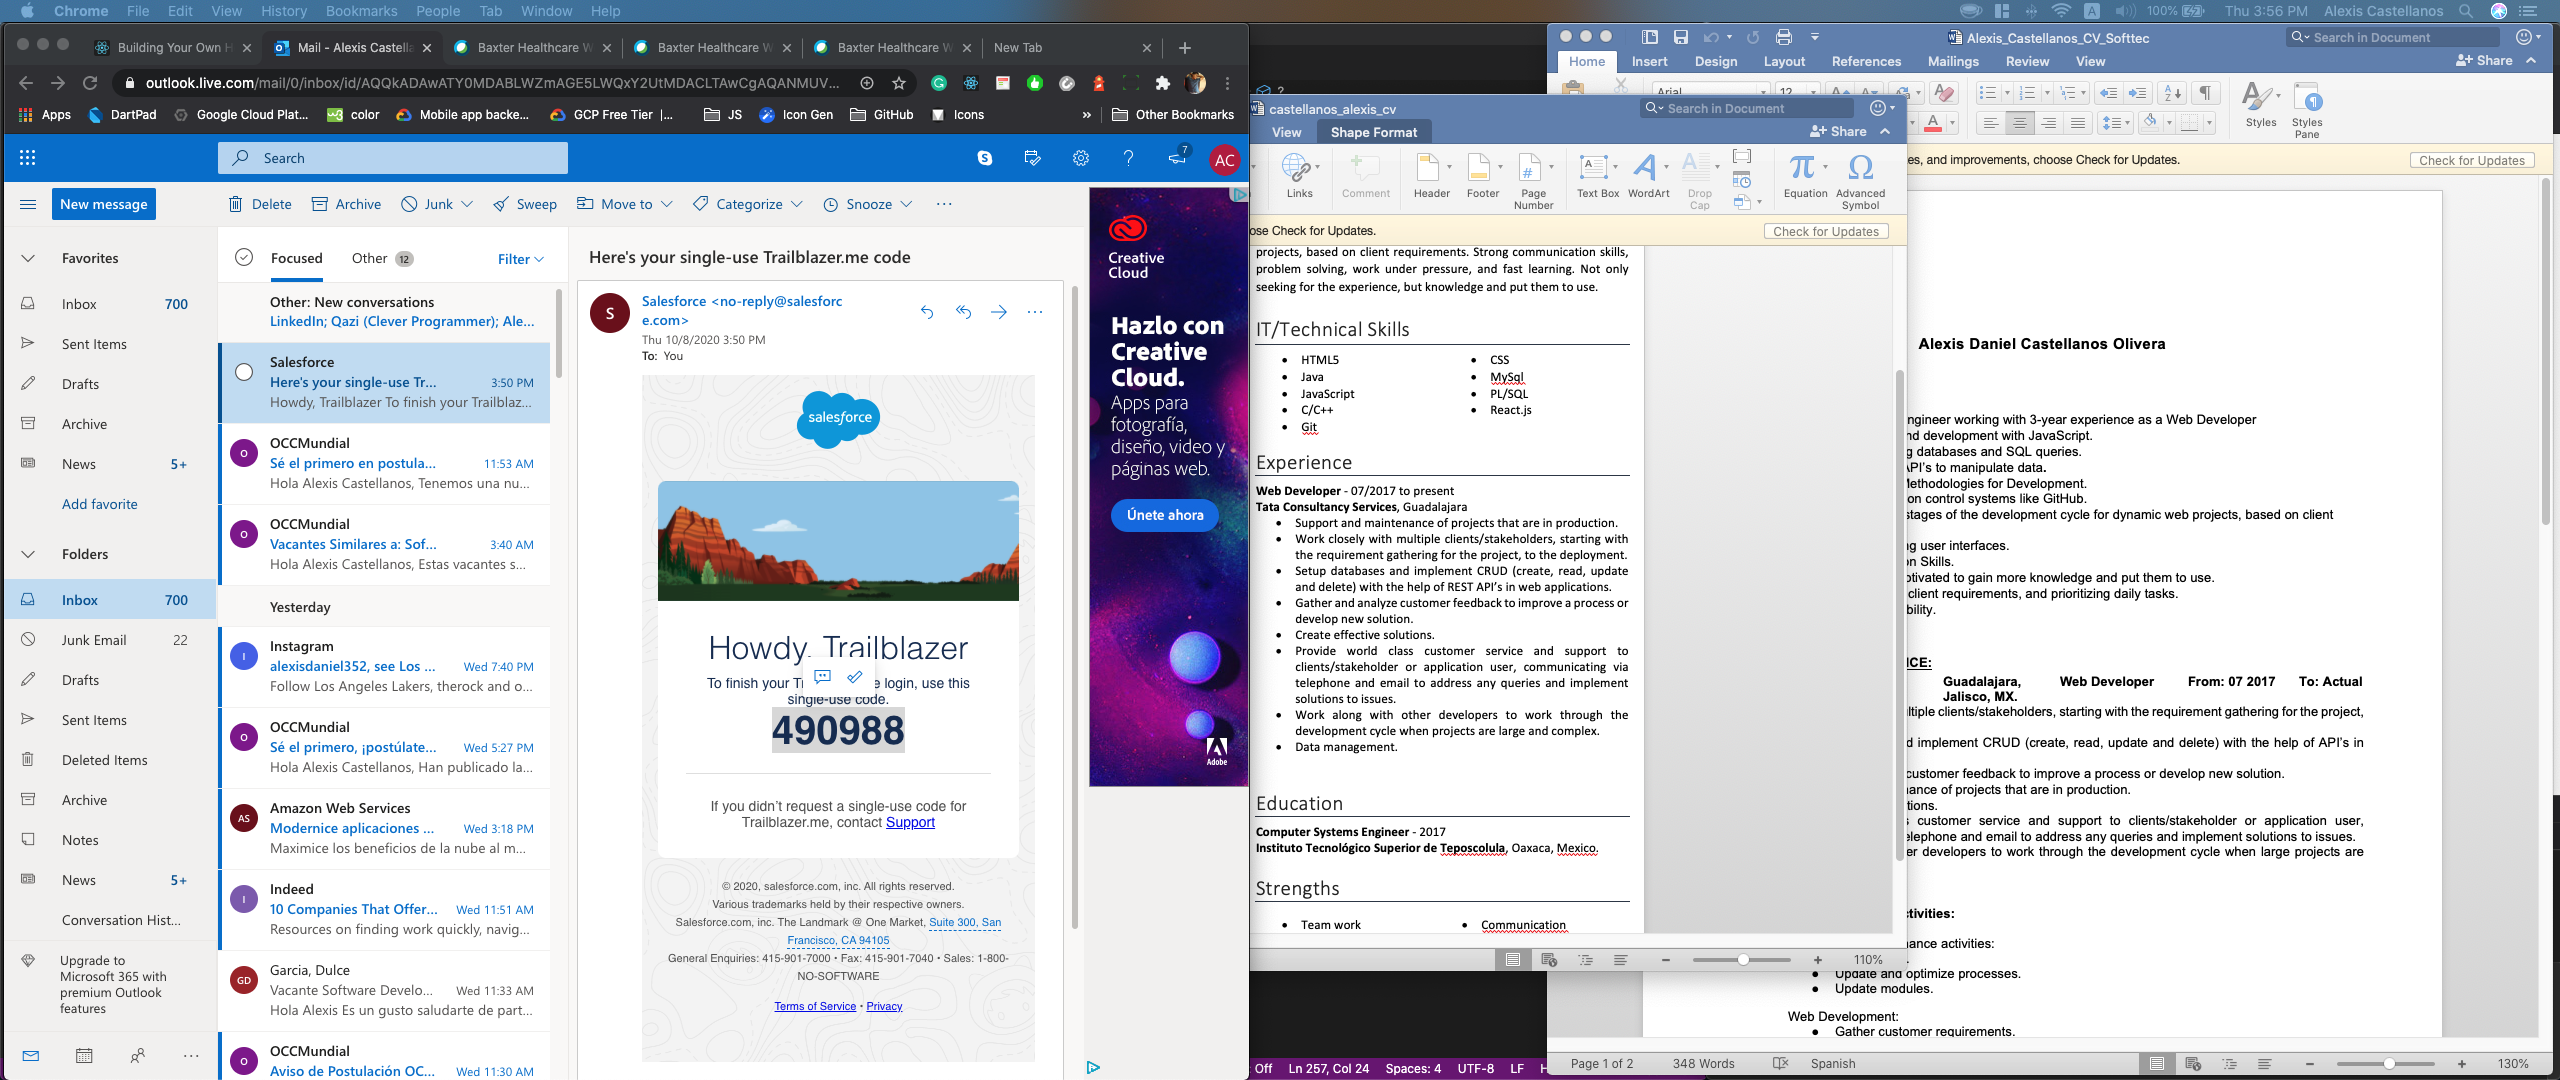 Chrome File Edit View History Bookmarks People Tab Window Help
100% Thu 3:56 PM Alexis Castellanos
Building Your Own H
Mail - Alexis Castella
Baxter Healthcare W
Baxter Healthcare W
Baxter Healthcare W
New Tab
outlook.live.com/mail/0/inbox/id/AQQkADAwATY0MDABLWZmAGE5LWQxY2UtMDACLTAwCgAQANMUV...
Apps DartPad Google Cloud Plat... color Mobile app backe... GCP Free Tier |... JS Icon Gen GitHub Icons » Other Bookmarks
Search
7
AC
New message
Delete Archive Junk Sweep Move to Categorize Snooze
Favorites
Inbox 700
Sent Items
Drafts
Archive
News 5+
Add favorite
Folders
Inbox 700
Junk Email 22
Drafts
Sent Items
Deleted Items
Archive
Notes
News 5+
Conversation Hist...
Upgrade to
Microsoft 365 with
premium Outlook
features
Focused Other 12 Filter
Other: New conversations
LinkedIn; Qazi (Clever Programmer); Ale...
Salesforce
Here's your single-use Tr... 3:50 PM
Howdy, Trailblazer To finish your Trailblaz...
O
OCCMundial
Sé el primero en postula... 11:53 AM
Hola Alexis Castellanos, Tenemos una nu...
O
OCCMundial
Vacantes Similares a: Sof... 3:40 AM
Hola Alexis Castellanos, Estas vacantes s...
Yesterday
I
Instagram
alexisdaniel352, see Los ... Wed 7:40 PM
Follow Los Angeles Lakers, therock and o...
O
OCCMundial
Sé el primero, ¡postúlate... Wed 5:27 PM
Hola Alexis Castellanos, Han publicado la...
AS
Amazon Web Services
Modernice aplicaciones ... Wed 3:18 PM
Maximice los beneficios de la nube al m...
I
Indeed
10 Companies That Offer... Wed 11:51 AM
Resources on finding work quickly, navig...
GD
Garcia, Dulce
Vacante Software Develo... Wed 11:33 AM
Hola Alexis Es un gusto saludarte de part...
O
OCCMundial
Aviso de Postulación OC... Wed 11:30 AM
Here's your single-use Trailblazer.me code
S
Salesforce <no-reply@salesforc
e.com>
Thu 10/8/2020 3:50 PM
To: You
salesforce
Howdy, Trailblazer
To finish your Tr e login, use this
single-use code.
490988
If you didn't request a single-use code for
Trailblazer.me, contact Support
© 2020, salesforce.com, inc. All rights reserved.
Various trademarks held by their respective owners.
Salesforce.com, inc. The Landmark @ One Market, Suite 300, San
Francisco, CA 94105
General Enquiries: 415-901-7000 • Fax: 415-901-7040 • Sales: 1-800-
NO-SOFTWARE
Terms of Service • Privacy
Creative
Cloud
Hazlo con
Creative
Cloud.
Apps para
fotografía,
diseño, video y
páginas web.
Únete ahora
Adobe
castellanos_alexis_cv
Search in Document
View Shape Format Share
Links Comment Header Footer Page
Number Text Box WordArt Drop
Cap Equation Advanced
Symbol
ose Check for Updates. Check for Updates
projects, based on client requirements. Strong communication skills,
problem solving, work under pressure, and fast learning. Not only
seeking for the experience, but knowledge and put them to use.
IT/Technical Skills
• HTML5 • CSS
• Java • MySql
• JavaScript • PL/SQL
• C/C++ • React.js
• Git
Experience
Web Developer - 07/2017 to present
Tata Consultancy Services, Guadalajara
• Support and maintenance of projects that are in production.
• Work closely with multiple clients/stakeholders, starting with
the requirement gathering for the project, to the deployment.
• Setup databases and implement CRUD (create, read, update
and delete) with the help of REST API's in web applications.
• Gather and analyze customer feedback to improve a process or
develop new solution.
• Create effective solutions.
• Provide world class customer service and support to
clients/stakeholder or application user, communicating via
telephone and email to address any queries and implement
solutions to issues.
• Work along with other developers to work through the
development cycle when projects are large and complex.
• Data management.
Education
Computer Systems Engineer - 2017
Instituto Tecnológico Superior de Teposcolula, Oaxaca, Mexico.
Strengths
• Team work • Communication
110%
Off Ln 257, Col 24 Spaces: 4 UTF-8 LF
Alexis_Castellanos_CV_Softtec
Search in Document
Home Insert Design Layout References Mailings Review View Share
Arial 12
Styles Styles
Pane
es, and improvements, choose Check for Updates. Check for Updates
Alexis Daniel Castellanos Olivera
ngineer working with 3-year experience as a Web Developer
nd development with JavaScript.
g databases and SQL queries.
API's to manipulate data.
Methodologies for Development.
on control systems like GitHub.
stages of the development cycle for dynamic web projects, based on client
ng user interfaces.
on Skills.
otivated to gain more knowledge and put them to use.
client requirements, and prioritizing daily tasks.
bility.
ICE:
Guadalajara, Web Developer From: 07 2017 To: Actual
Jalisco, MX.
ltiple clients/stakeholders, starting with the requirement gathering for the project,
d implement CRUD (create, read, update and delete) with the help of API's in
customer feedback to improve a process or develop new solution.
nance of projects that are in production.
tions.
s customer service and support to clients/stakeholder or application user,
elephone and email to address any queries and implement solutions to issues.
er developers to work through the development cycle when large projects are
tivities:
nance activities:
• Update and optimize processes.
• Update modules.
Web Development:
• Gather customer requirements.
Page 1 of 2 348 Words Spanish 130%